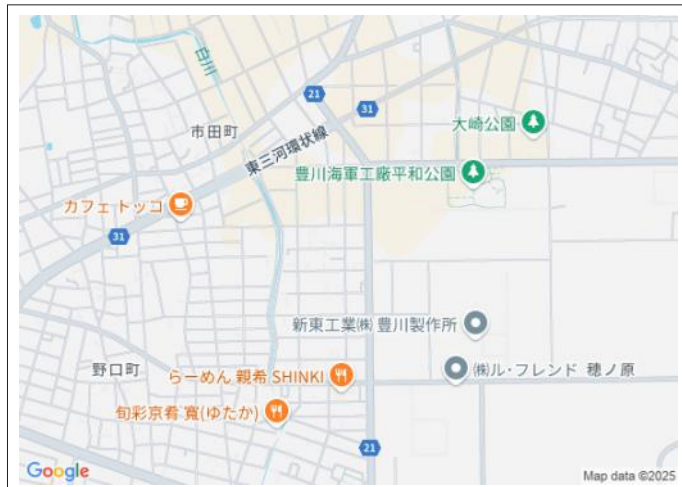 白川
21
31
大崎公園
市田町
東三河環状線
豊川海軍工廠平和公園
カフェ トッコ
31
新東工業㈱ 豊川製作所
野口町
らーめん 親希 SHINKI
㈱ル・フレンド 穂ノ原
旬彩京肴 寛(ゆたか)
21
Google
Map data ©2025